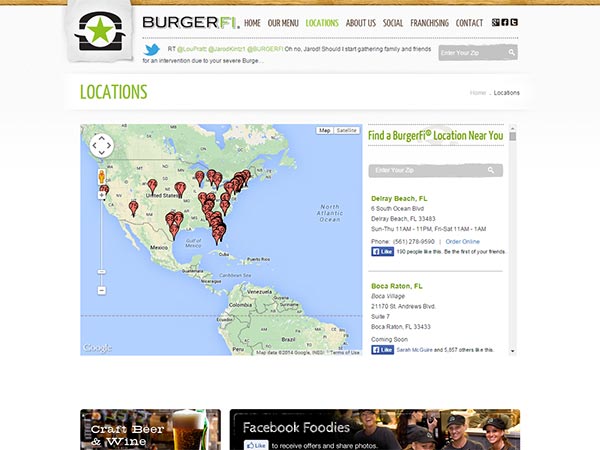 BURGERFI®
HOME OUR MENU LOCATIONS ABOUT US SOCIAL FRANCHISING CONTACT
RT @LouPratt: @JarodKintz1 @BURGERFI Oh no, Jarod! Should I start gathering family and friends
for an intervention due to your severe Burge…
Enter Your Zip
LOCATIONS
Home Locations
Map Satellite
Find a BurgerFi® Location Near You
Enter Your Zip
United States
North
Atlantic
Ocean
Mexico
Gulf of
Mexico
Cuba
Puerto Rico
Guatemala
Caribbean Sea
Nicaragua
Venezuela
Colombia
Ecuador
Peru
Brazil
Google
Map data ©2014 Google, INEGI Terms of Use
Delray Beach, FL
6 South Ocean Blvd
Delray Beach, FL 33483
Sun-Thu 11AM - 11PM, Fri-Sat 11AM - 1AM
Phone: (561) 278-9590 | Order Online
Like 190 people like this. Be the first of your friends.
Boca Raton, FL
Boca Village
21170 St. Andrews Blvd.
Suite 7
Boca Raton, FL 33433
Coming Soon
Like Sarah McGuire and 5,857 others like this.
Craft Beer
& Wine
Facebook Foodies
Like to receive offers and share photos.